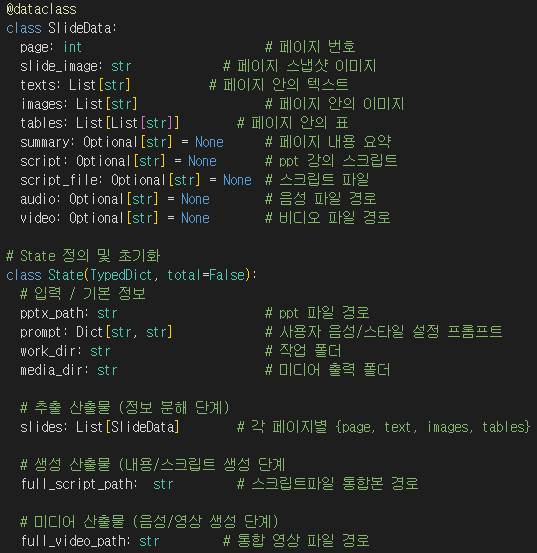 @dataclass
class SlideData:
  page: int                          # 페이지 번호
  slide_image: str             # 페이지 스냅샷 이미지
  texts: List[str]           # 페이지 안의 텍스트
  images: List[str]                  # 페이지 안의 이미지
  tables: List[List[str]]        # 페이지 안의 표
  summary: Optional[str] = None      # 페이지 내용 요약
  script: Optional[str] = None       # ppt 강의 스크립트
  script_file: Optional[str] = None  # 스크립트 파일
  audio: Optional[str] = None        # 음성 파일 경로
  video: Optional[str] = None        # 비디오 파일 경로

# State 정의 및 초기화
class State(TypedDict, total=False):
  # 입력 / 기본 정보
  pptx_path: str                     # ppt 파일 경로
  prompt: Dict[str, str]             # 사용자 음성/스타일 설정 프롬프트
  work_dir: str                      # 작업 폴더
  media_dir: str                     # 미디어 출력 폴더

  # 추출 산출물 (정보 분해 단계)
  slides: List[SlideData]        # 각 페이지별 {page, text, images, tables}

  # 생성 산출물 (내용/스크립트 생성 단계
  full_script_path:  str         # 스크립트파일 통합본 경로

  # 미디어 산출물 (음성/영상 생성 단계)
  full_video_path: str         # 통합 영상 파일 경로